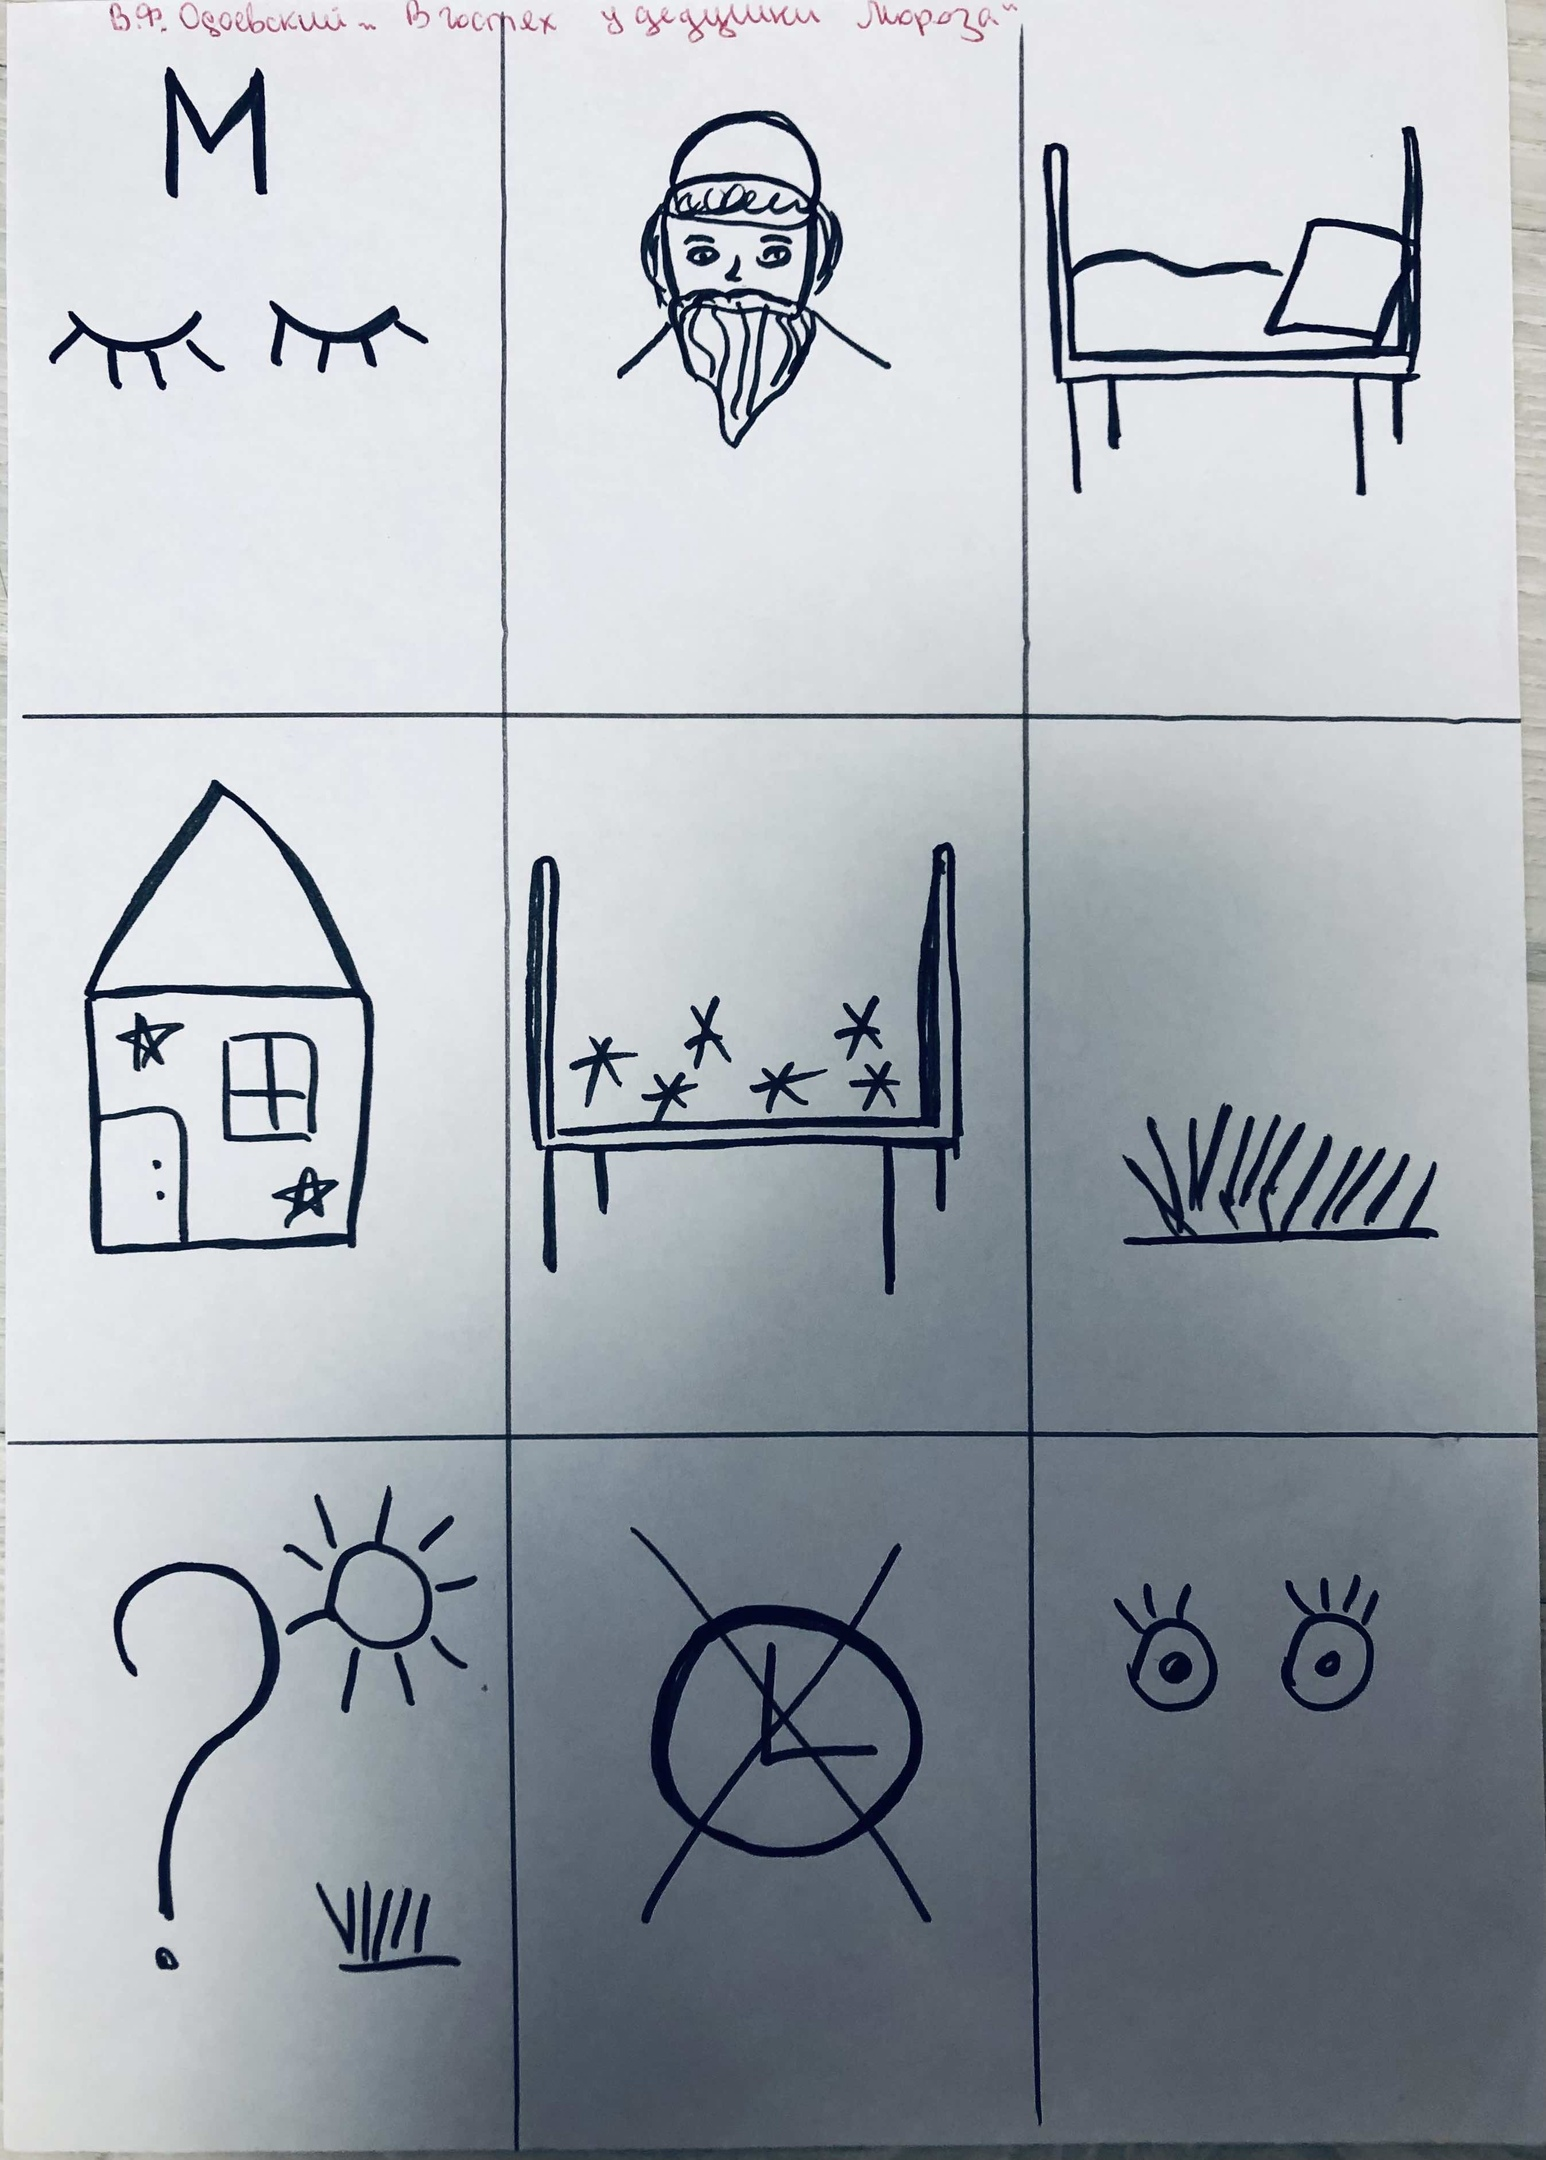 В.Ф. Одоевский „ В гостях у дедушки Мороза"
М
?